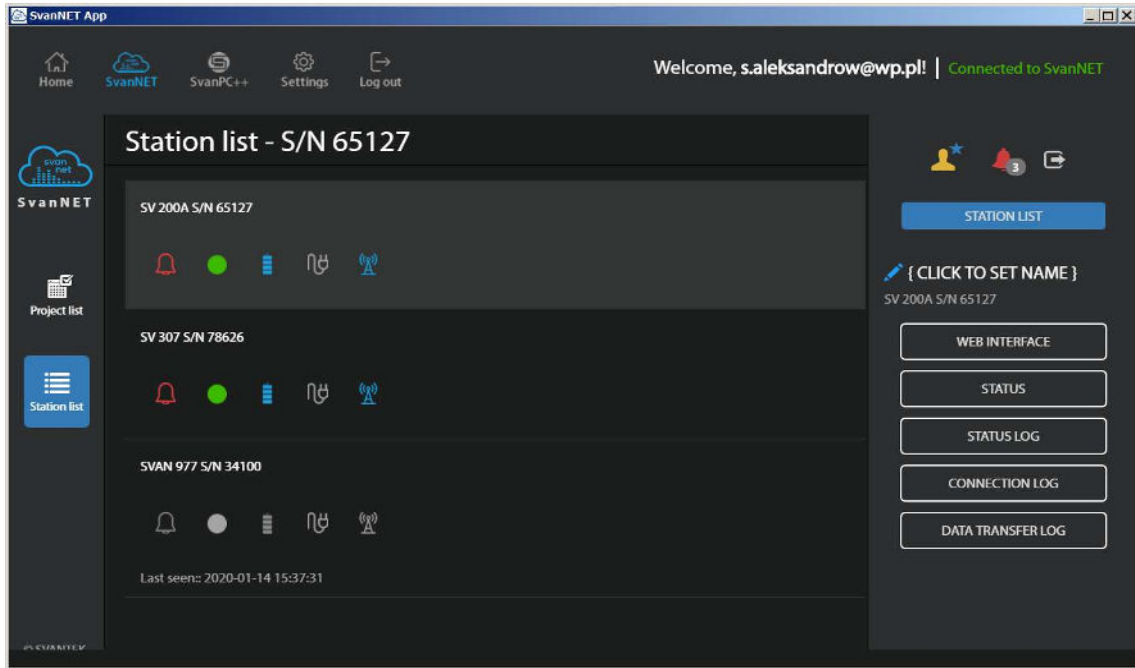 SvanNET App
Home
SvanNET
SvanPC++
Settings
Log out
Welcome, s.aleksandrow@wp.pl! | Connected to SvanNET
svan
net
SvanNET
Project list
Station list
Station list - S/N 65127
SV 200A S/N 65127
SV 307 S/N 78626
SVAN 977 S/N 34100
Last seen:: 2020-01-14 15:37:31
3
STATION LIST
{ CLICK TO SET NAME }
SV 200A S/N 65127
WEB INTERFACE
STATUS
STATUS LOG
CONNECTION LOG
DATA TRANSFER LOG
© SVANTEK